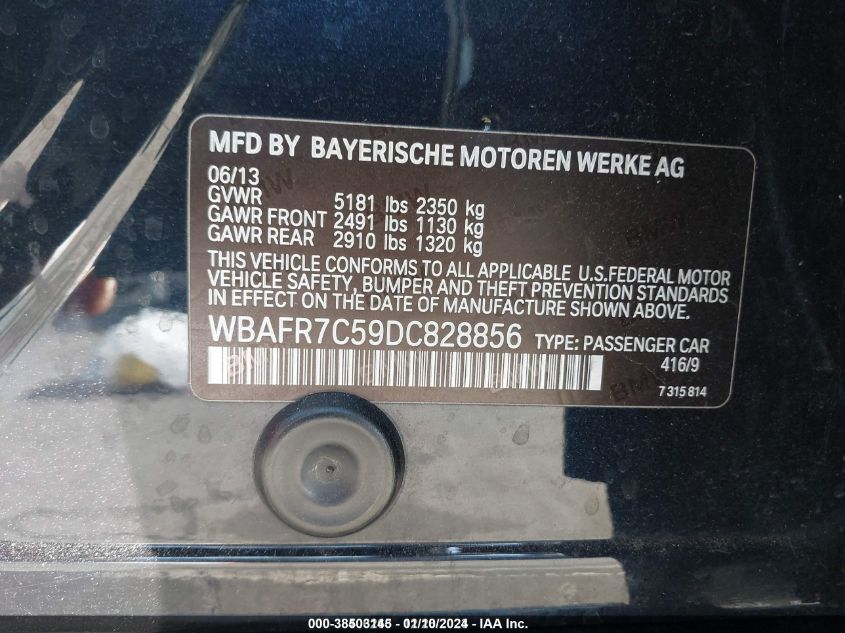 MFD BY BAYERISCHE MOTOREN WERKE AG
06/13
GVWR 5181 lbs 2350 kg
GAWR FRONT 2491 lbs 1130 kg
GAWR REAR 2910 lbs 1320 kg
THIS VEHICLE CONFORMS TO ALL APPLICABLE U.S.FEDERAL MOTOR
VEHICLE SAFETY, BUMPER AND THEFT PREVENTION STANDARDS
IN EFFECT ON THE DATE OF MANUFACTURE SHOWN ABOVE.
WBAFR7C59DC828856 TYPE: PASSENGER CAR
416/9
7 315 814